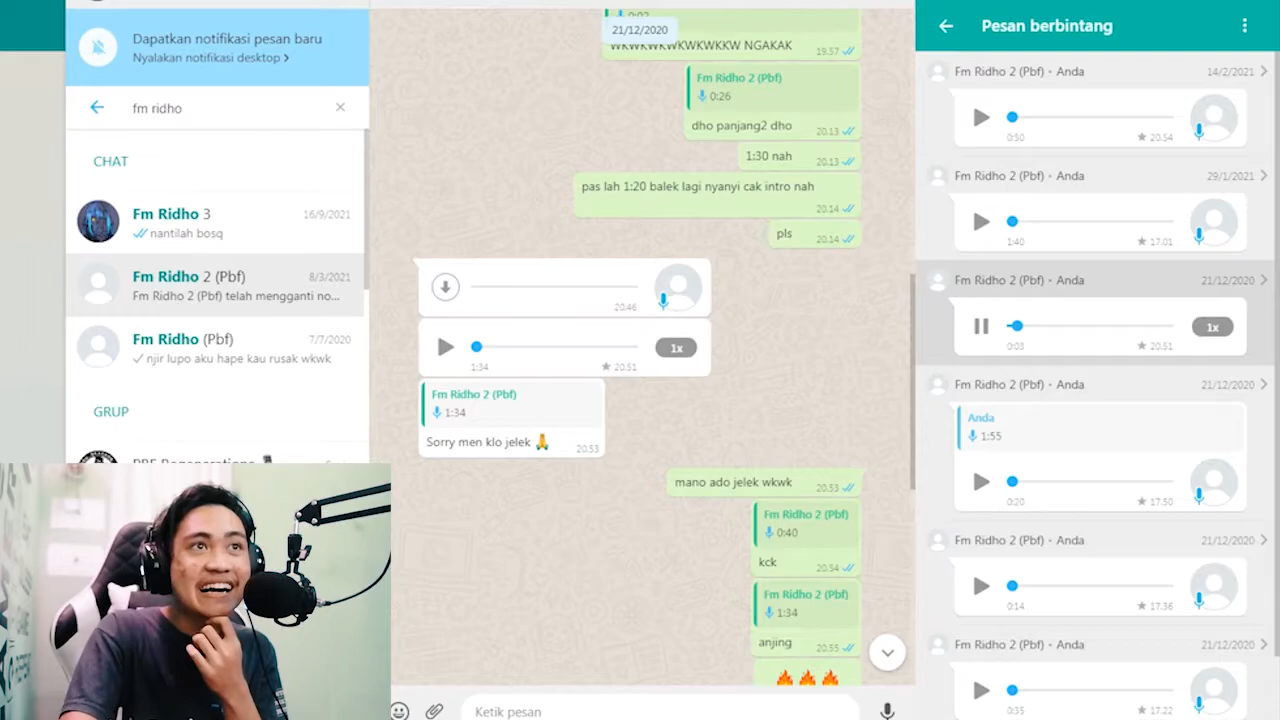 Dapatkan notifikasi pesan baru
Nyalakan notifikasi desktop >
fm ridho
CHAT
Fm Ridho 3
16/9/2021
nantilah bosq
Fm Ridho 2 (Pbf)
8/3/2021
Fm Ridho 2 (Pbf) telah mengganti no...
Fm Ridho (Pbf)
7/7/2020
njir lupo aku hape kau rusak wkwk
GRUP
0:02
21/12/2020
WKWKWKWKWKWKKW NGAKAK
19.57
Fm Ridho 2 (Pbf)
0:26
dho panjang2 dho
20.13
1:30 nah
20.13
pas lah 1:20 balek lagi nyanyi cak intro nah
20.14
pls
20.14
20.46
1x
1:34
20.51
Fm Ridho 2 (Pbf)
1:34
Sorry men klo jelek 🙏
20.53
mano ado jelek wkwk
20.53
Fm Ridho 2 (Pbf)
0:40
kck
20.54
Fm Ridho 2 (Pbf)
1:34
anjing
20.55
🔥🔥🔥
Ketik pesan
Pesan berbintang
Fm Ridho 2 (Pbf) • Anda
14/2/2021
0:50
20.54
Fm Ridho 2 (Pbf) • Anda
29/1/2021
1:40
17.01
Fm Ridho 2 (Pbf) • Anda
21/12/2020
1x
0:03
20.51
Fm Ridho 2 (Pbf) • Anda
21/12/2020
Anda
1:55
0:20
17.50
Fm Ridho 2 (Pbf) • Anda
21/12/2020
0:14
17.36
Fm Ridho 2 (Pbf) • Anda
21/12/2020
0:35
17.22